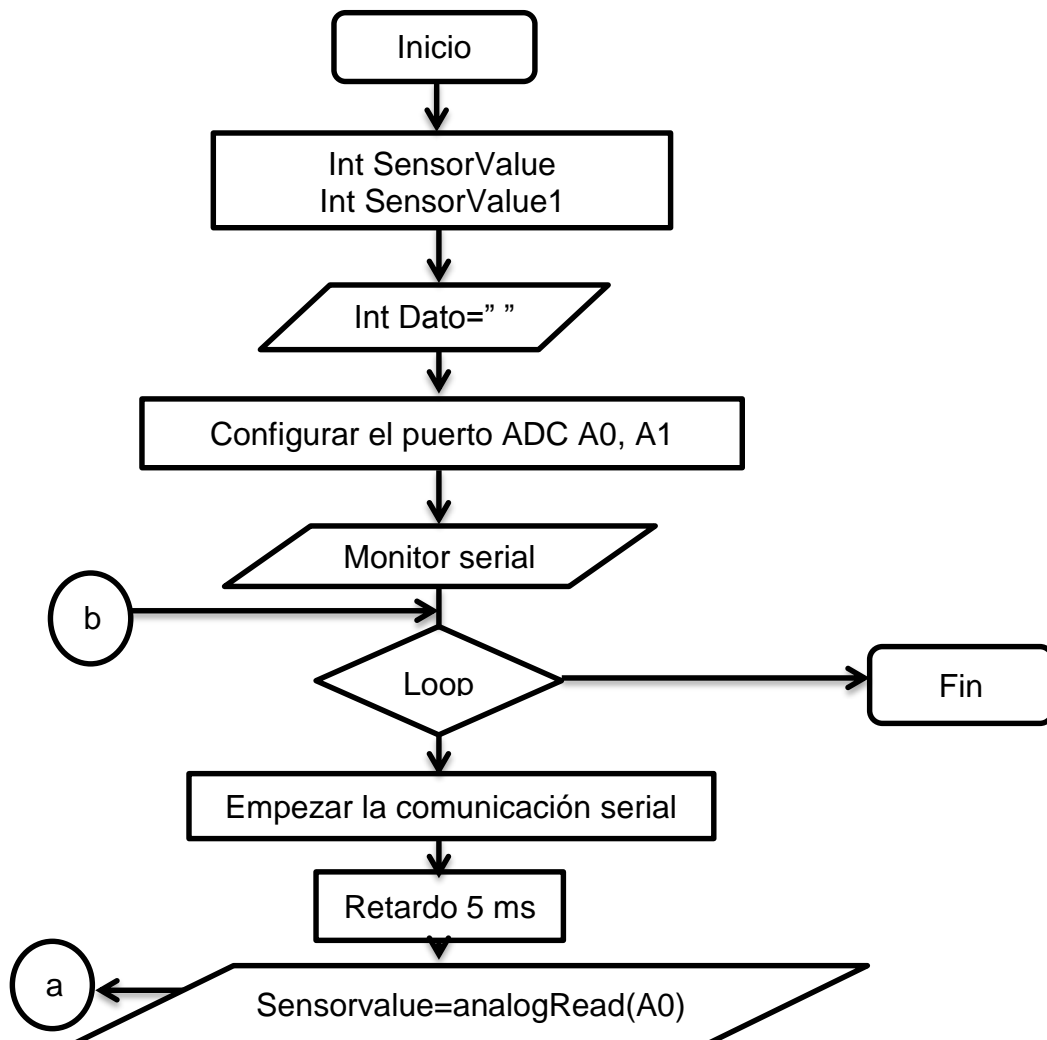 Inicio
Int SensorValue
Int SensorValue1
Int Dato=” ”
Configurar el puerto ADC A0, A1
Monitor serial
b
Loop
Fin
Empezar la comunicación serial
Retardo 5 ms
a
Sensorvalue=analogRead(A0)